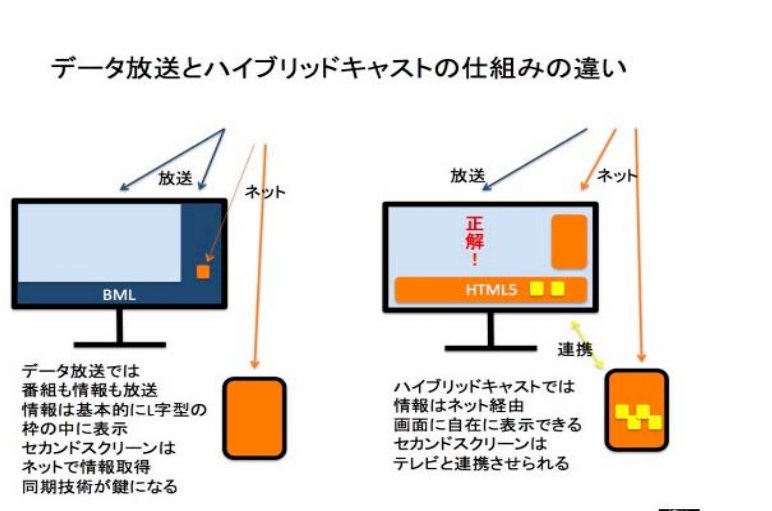 データ放送とハイブリッドキャストの仕組みの違い
放送
ネット
BML
データ放送では
番組も情報も放送
情報は基本的にL字型の
枠の中に表示
セカンドスクリーンは
ネットで情報取得
同期技術が鍵になる
放送
ネット
正解！
HTML5
連携
ハイブリッドキャストでは
情報はネット経由
画面に自在に表示できる
セカンドスクリーンは
テレビと連携させられる